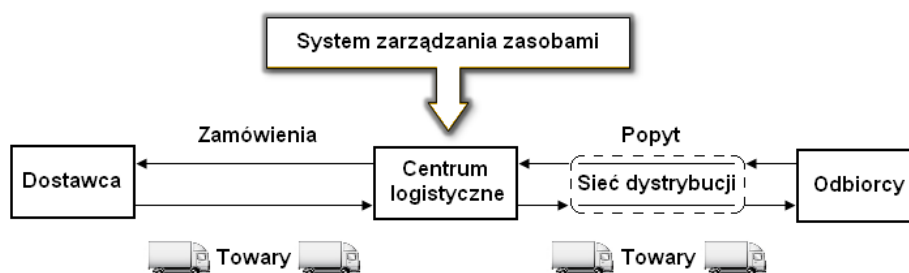 System zarządzania zasobami
Zamówienia
Popyt
Dostawca
Centrum
logistyczne
Sieć dystrybucji
Odbiorcy
Towary
Towary